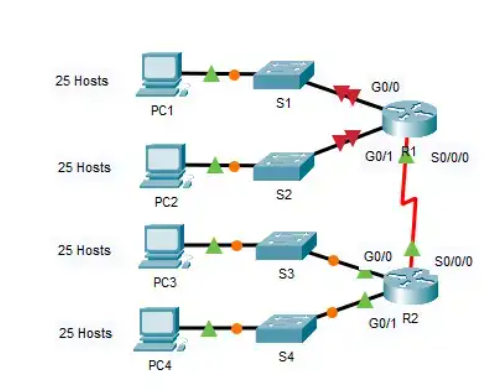 25 Hosts
PC1
S1
G0/0
R1
S0/0/0
25 Hosts
PC2
S2
G0/1
25 Hosts
PC3
S3
G0/0
S0/0/0
R2
25 Hosts
PC4
S4
G0/1